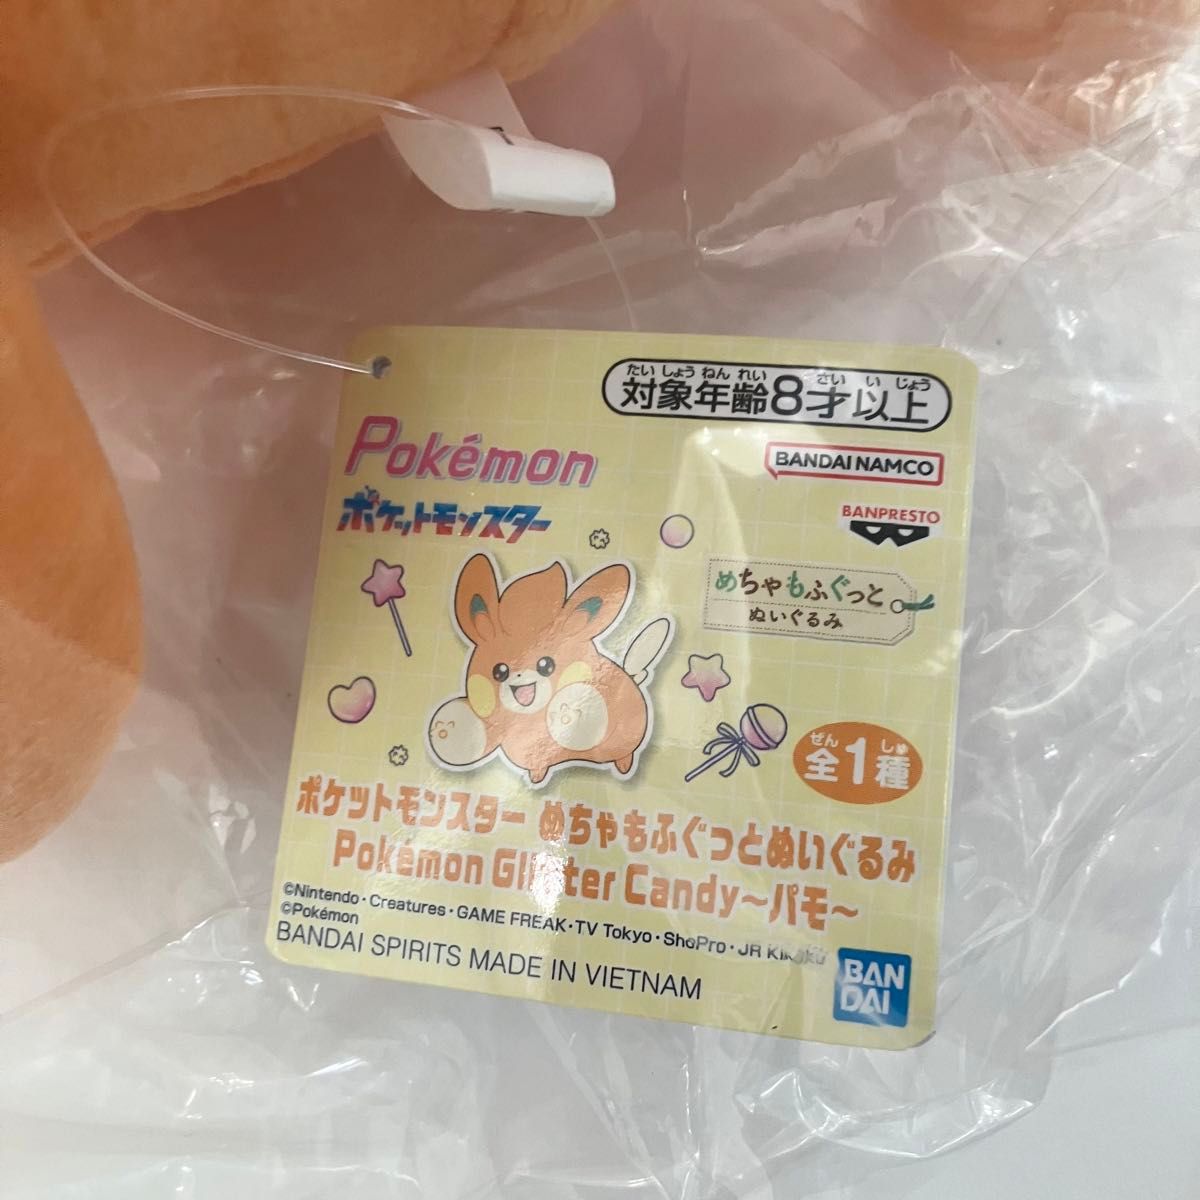 たいしょうねんれい さい いじょう
対象年齢8才以上
Pokémon
ポケットモンスター
BANDAI NAMCO
BANPRESTO
めちゃもふぐっと
ぬいぐるみ
ぜん しゅ
全1種
ポケットモンスター めちゃもふぐっとぬいぐるみ
Pokémon Glitter Candy～パモ～
©Nintendo・Creatures・GAME FREAK・TV Tokyo・ShoPro・JR Kikaku
©Pokémon
BANDAI SPIRITS MADE IN VIETNAM
BAN
DAI